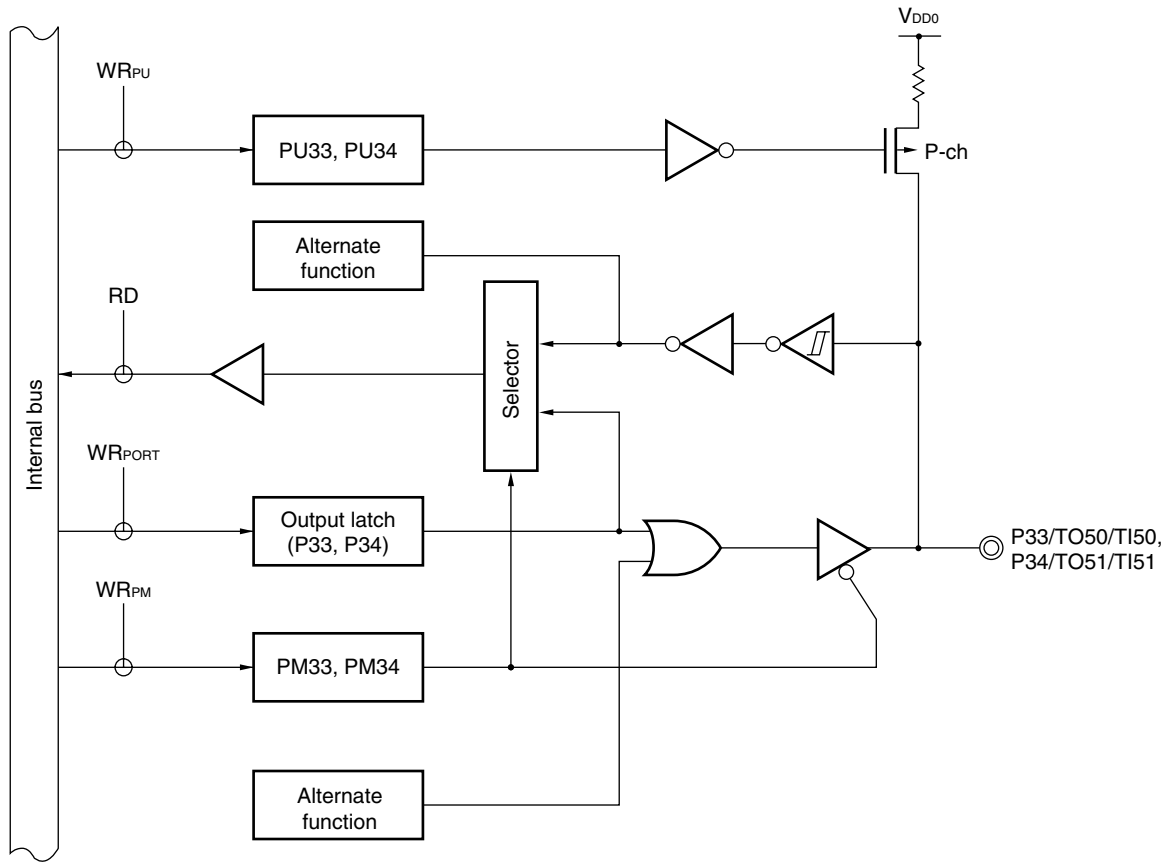 VDD0
WRPU
PU33, PU34
P-ch
Alternate
function
RD
Selector
Internal bus
WRPORT
Output latch
(P33, P34)
P33/TO50/TI50,
P34/TO51/TI51
WRPM
PM33, PM34
Alternate
function